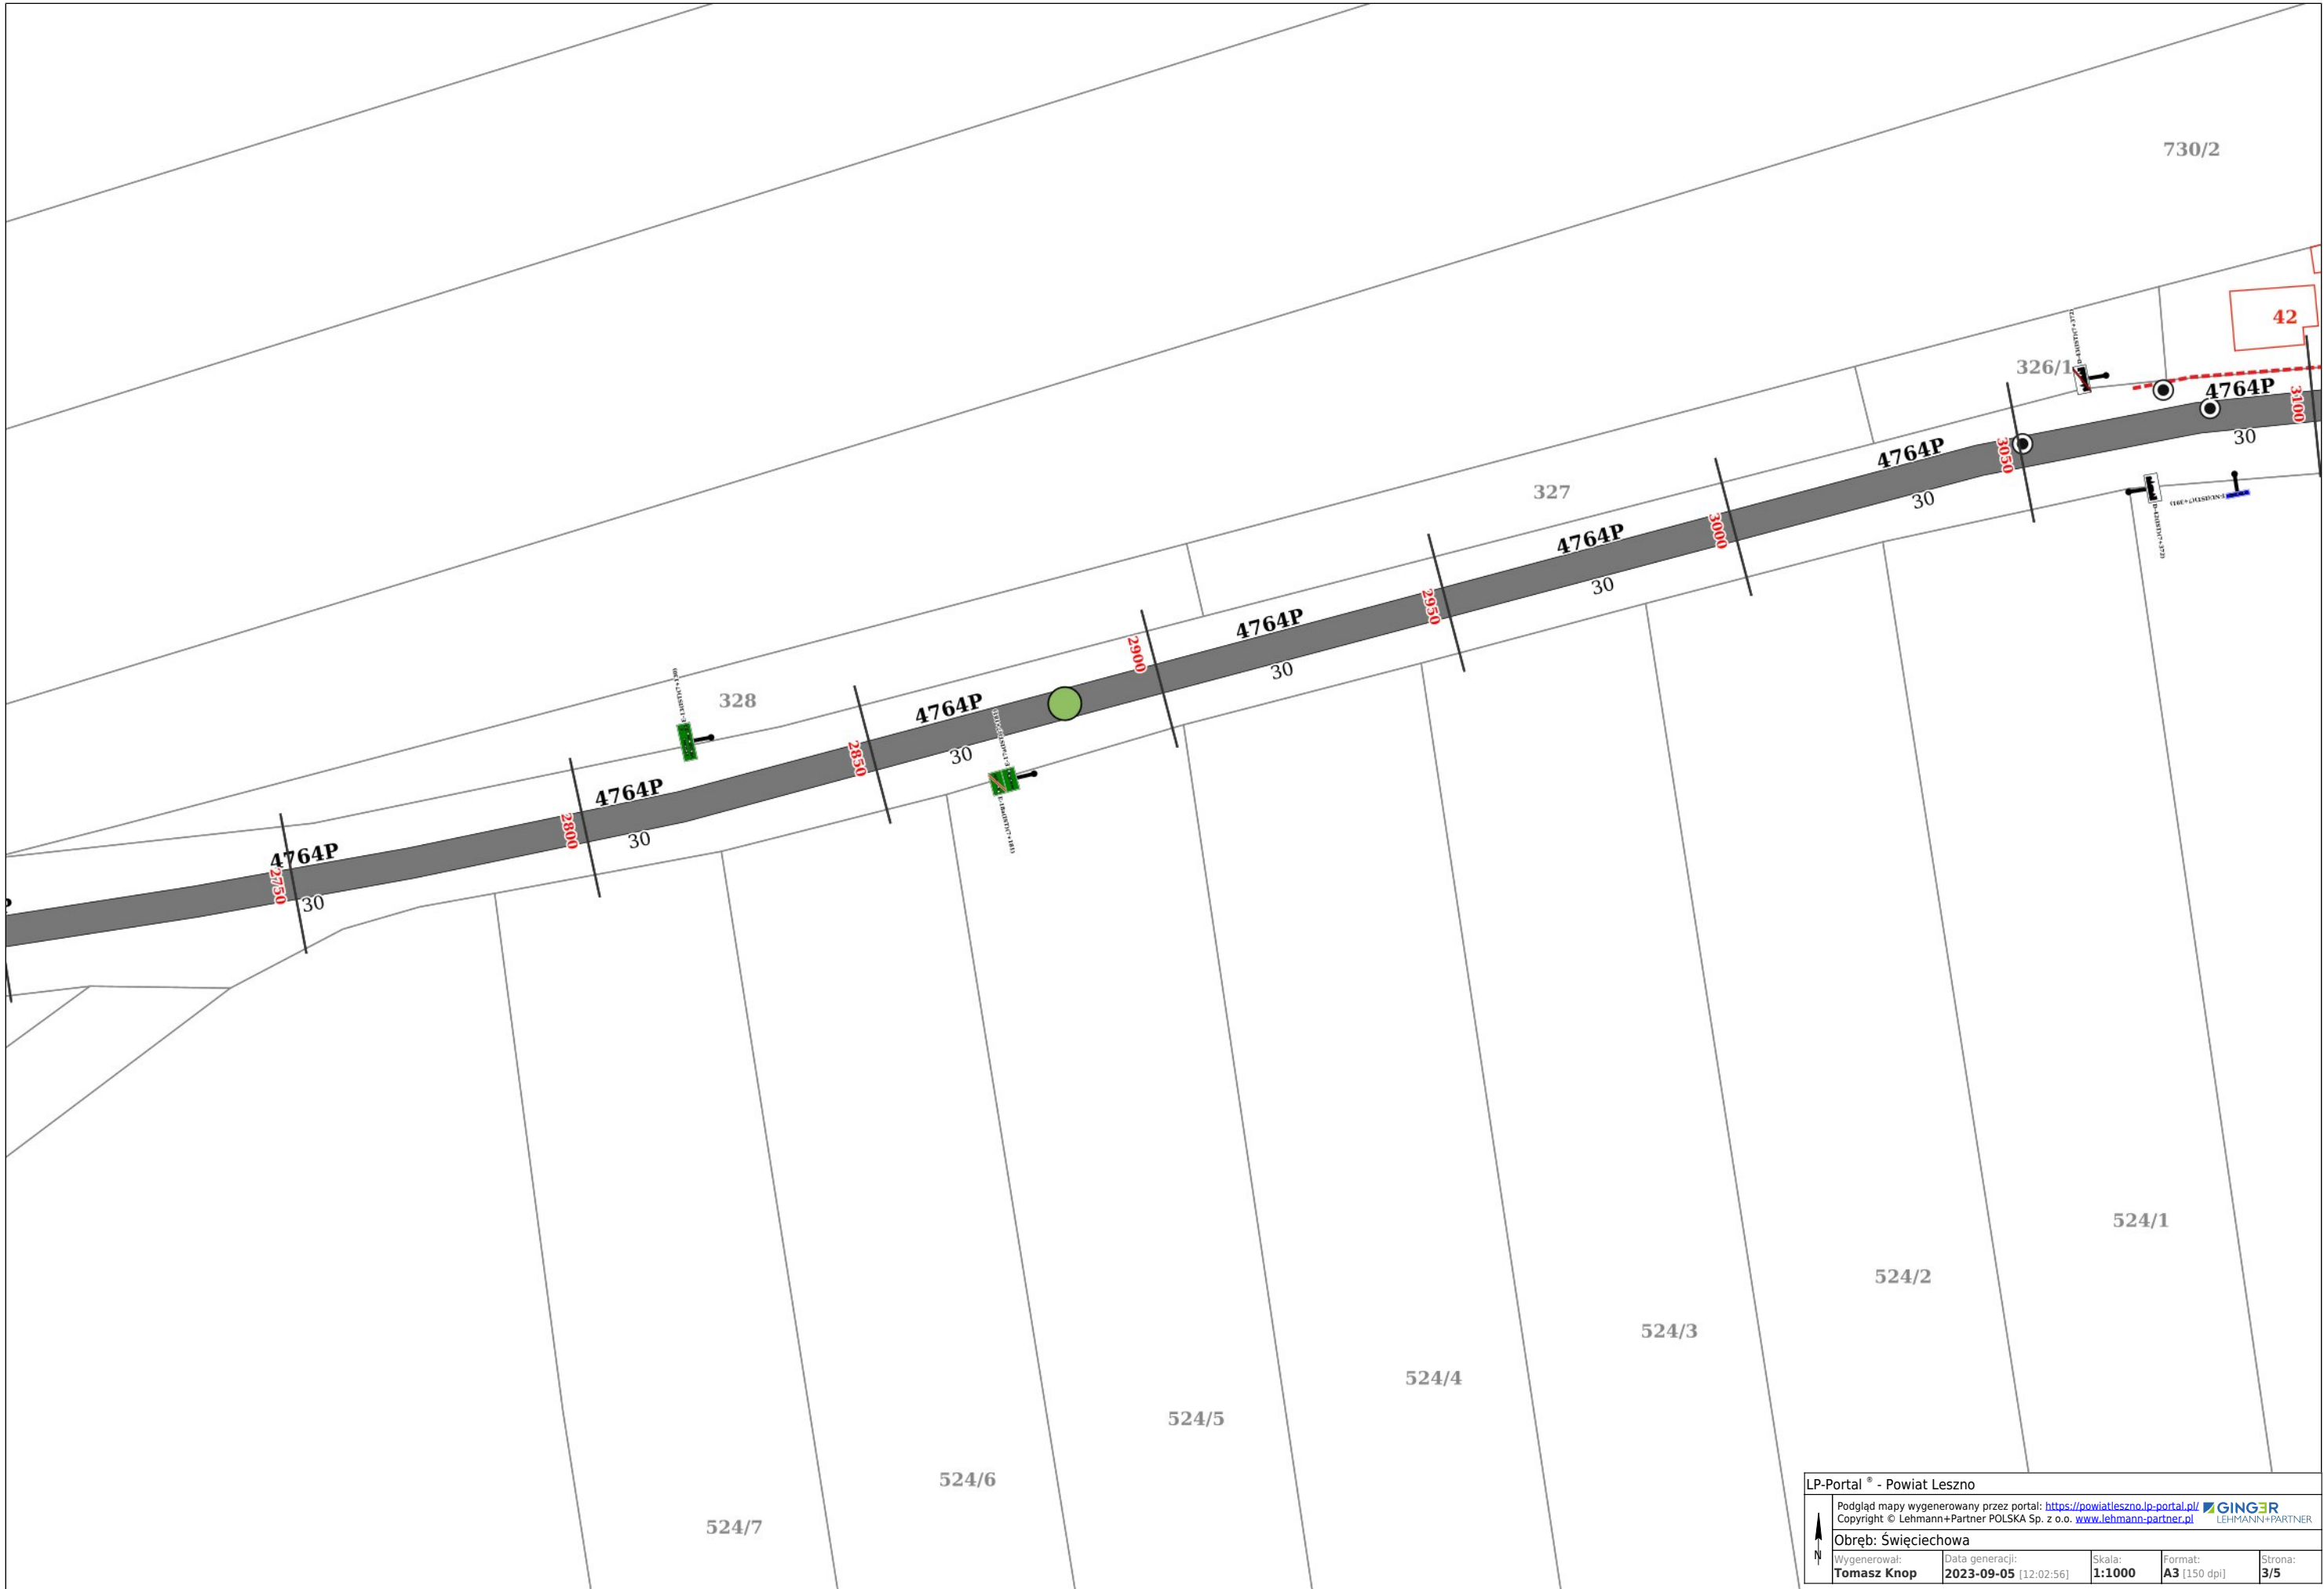 730/2
42
326/1
4764P
3100
30
4764P
3050
30
327
4764P
3000
30
4764P
2950
30
2900
328
4764P
2850
30
4764P
2800
30
4764P
2750
30
524/1
524/2
524/3
524/4
524/5
524/6
524/7
LP-Portal ® - Powiat Leszno
Podgląd mapy wygenerowany przez portal: https://powiatleszno.lp-portal.pl/
Copyright © Lehmann+Partner POLSKA Sp. z o.o. www.lehmann-partner.pl
GINGER
LEHMANN+PARTNER
N
Obręb: Święciechowa
Wygenerował: Data generacji: Skala: Format: Strona:
Tomasz Knop 2023-09-05 [12:02:56] 1:1000 A3 [150 dpi] 3/5